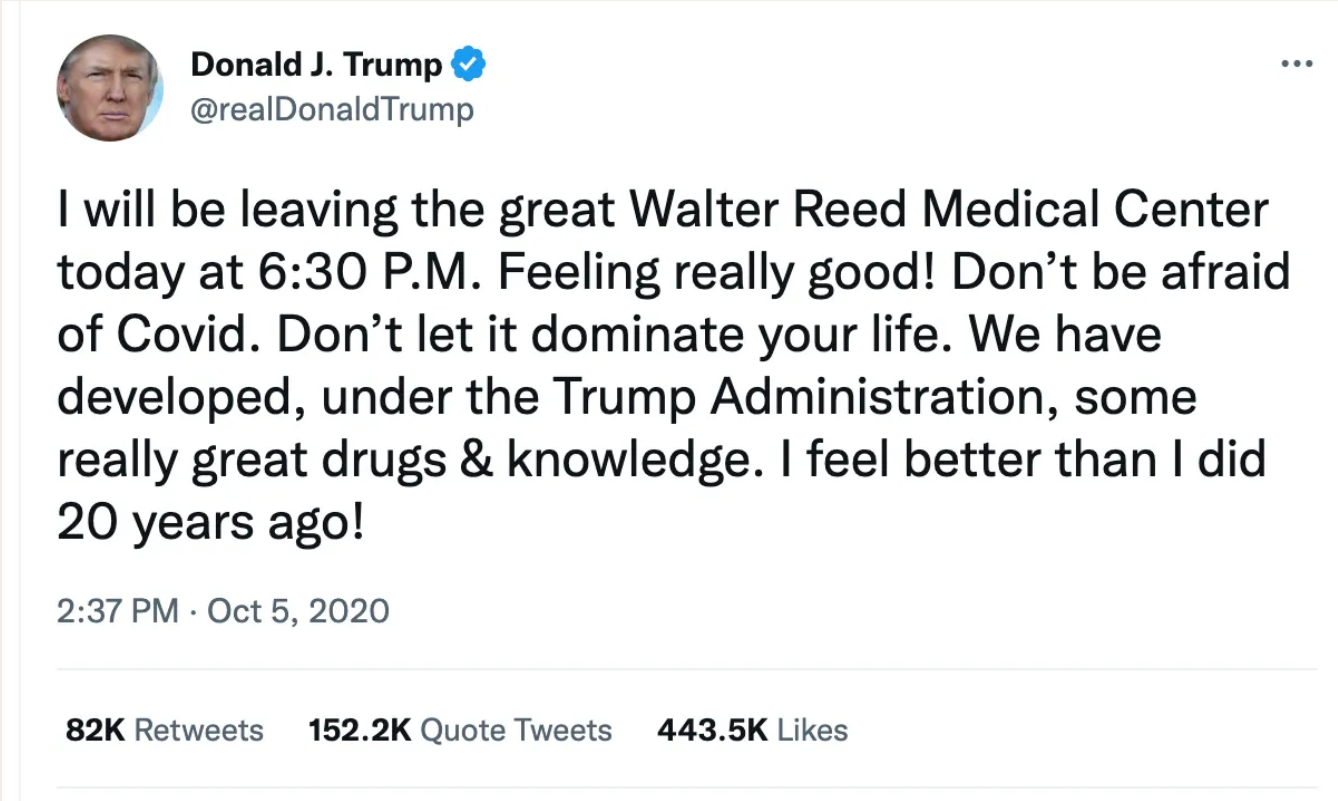 Donald J. Trump
@realDonaldTrump
I will be leaving the great Walter Reed Medical Center
today at 6:30 P.M. Feeling really good! Don’t be afraid
of Covid. Don’t let it dominate your life. We have
developed, under the Trump Administration, some
really great drugs & knowledge. I feel better than I did
20 years ago!
2:37 PM · Oct 5, 2020
82K Retweets 152.2K Quote Tweets 443.5K Likes